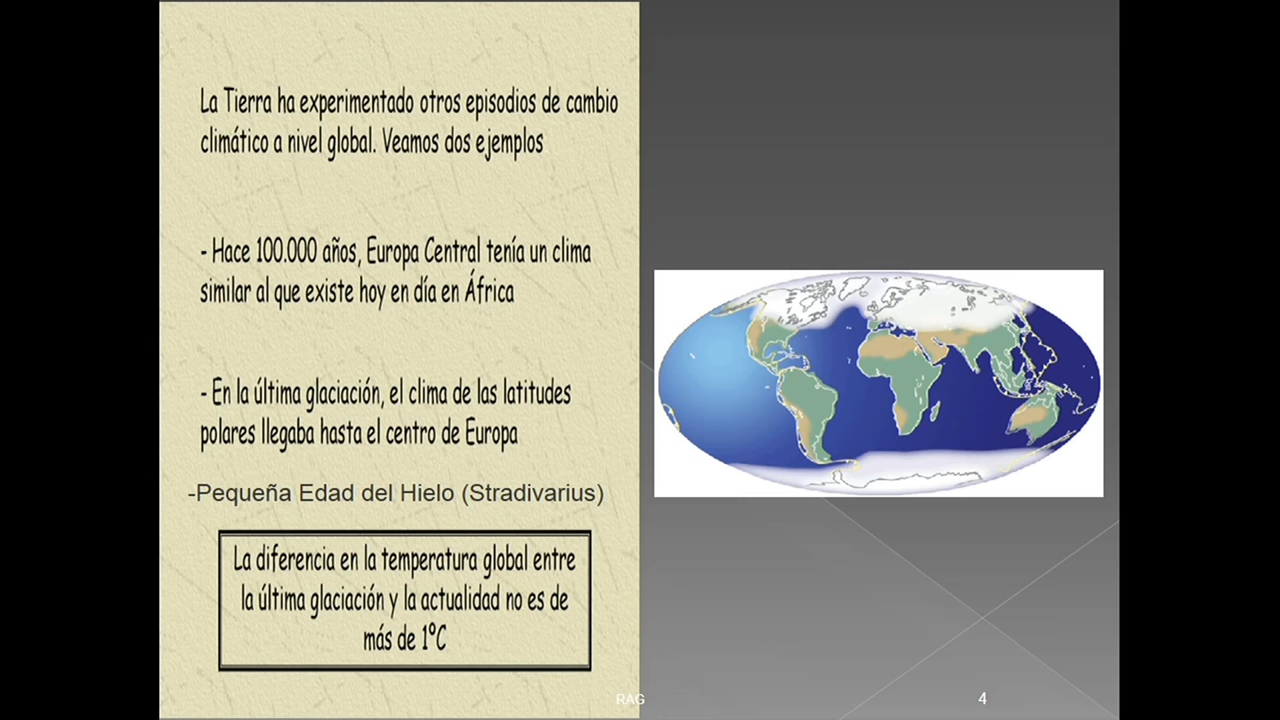 La Tierra ha experimentado otros episodios de cambio
climático a nivel global. Veamos dos ejemplos
- Hace 100.000 años, Europa Central tenía un clima
similar al que existe hoy en día en África
- En la última glaciación, el clima de las latitudes
polares llegaba hasta el centro de Europa
-Pequeña Edad del Hielo (Stradivarius)
La diferencia en la temperatura global entre
la última glaciación y la actualidad no es de
más de 1ºC
RAG
4